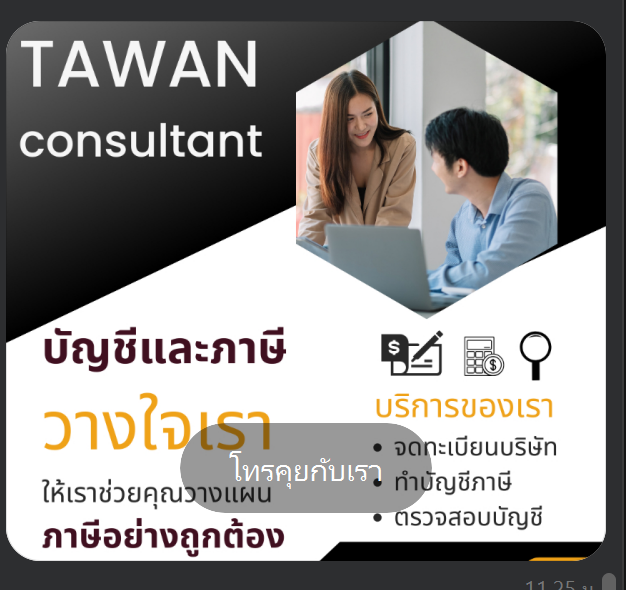 TAWAN
consultant
บัญชีและภาษี
วางใจเรา
ให้เราช่วยคุณวางแผน
ภาษีอย่างถูกต้อง
โทรคุยกับเรา
บริการของเรา
• จดทะเบียนบริษัท
• ทำบัญชีภาษี
• ตรวจสอบบัญชี